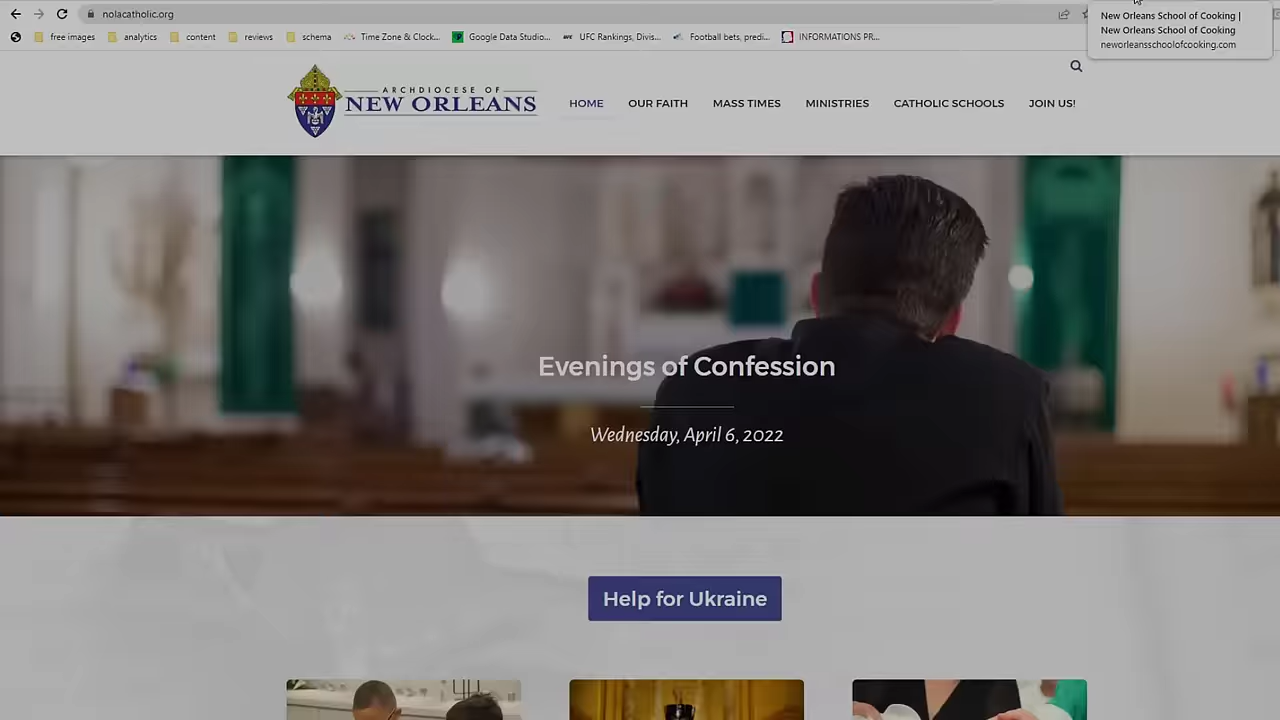 nolacatholic.org
New Orleans School of Cooking |
New Orleans School of Cooking
neworleansschoolofcooking.com
free images
analytics
content
reviews
schema
Time Zone & Clock...
Google Data Studio...
UFC Rankings, Divis...
Football bets, predi...
INFORMATIONS PR...
ARCHDIOCESE OF
NEW ORLEANS
HOME
OUR FAITH
MASS TIMES
MINISTRIES
CATHOLIC SCHOOLS
JOIN US!
Evenings of Confession
Wednesday, April 6, 2022
Help for Ukraine